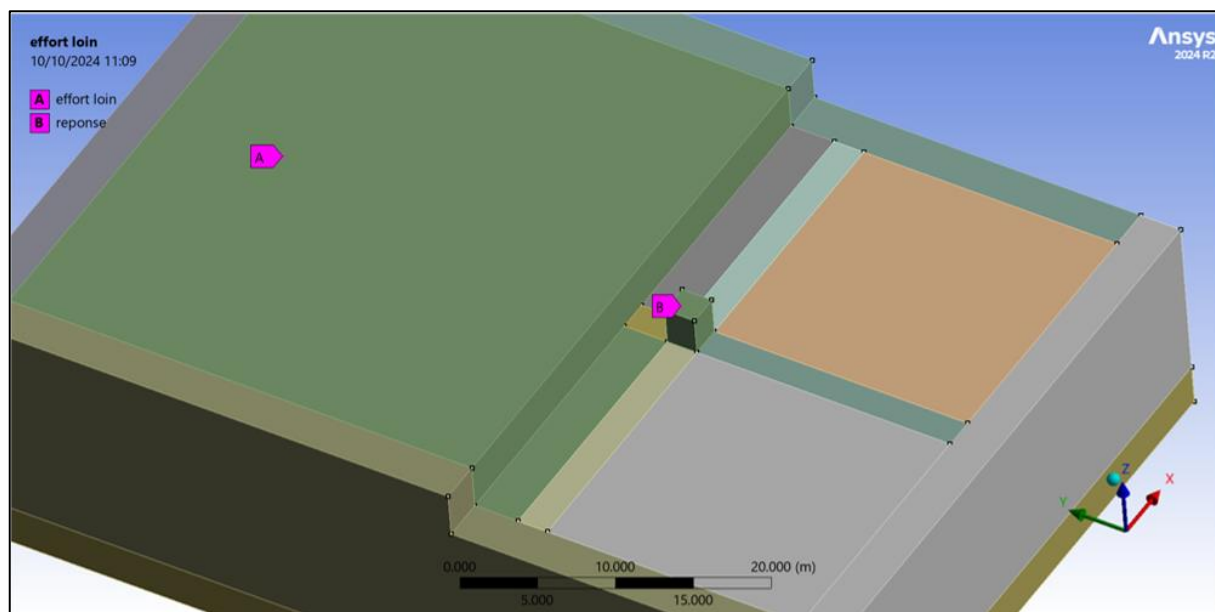 effort loin
10/10/2024 11:09
A effort loin
B reponse
Ansys
2024 R2
A
B
Z
X
Y
0.000 10.000 20.000 (m)
5.000 15.000